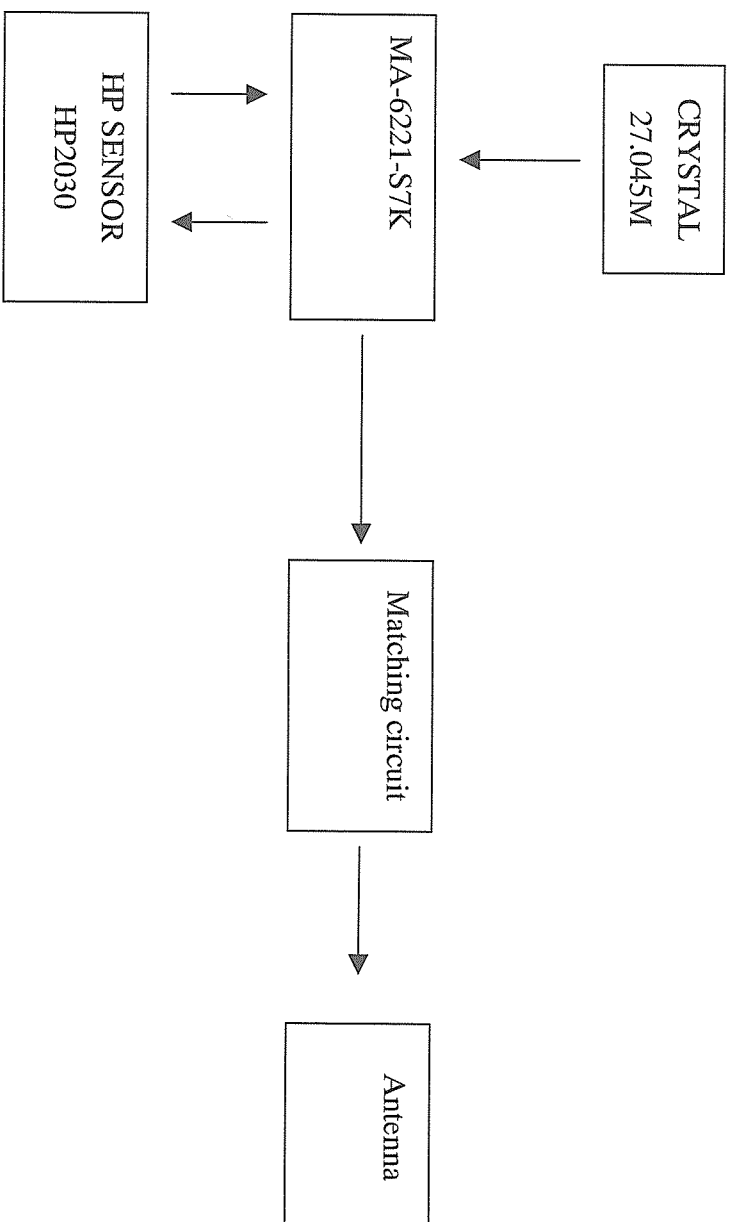 CRYSTAL
27.045M
MA-6221-S7K
Matching circuit
Antenna
HP SENSOR
HP2030